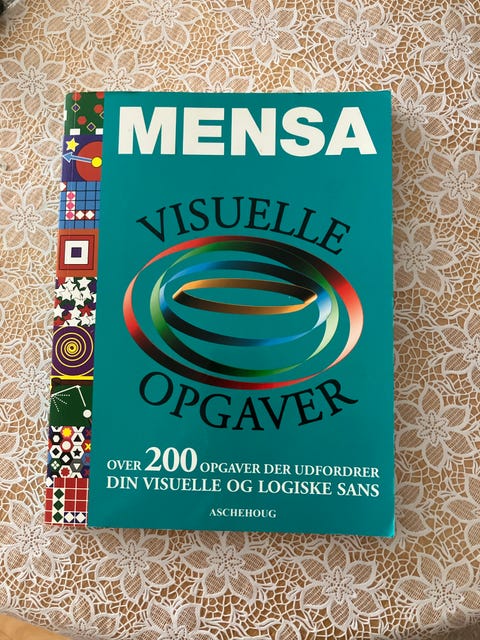 MENSA
VISUELLE
OPGAVER
OVER 200 OPGAVER DER UDFORDRER
DIN VISUELLE OG LOGISKE SANS
ASCHEHOUG